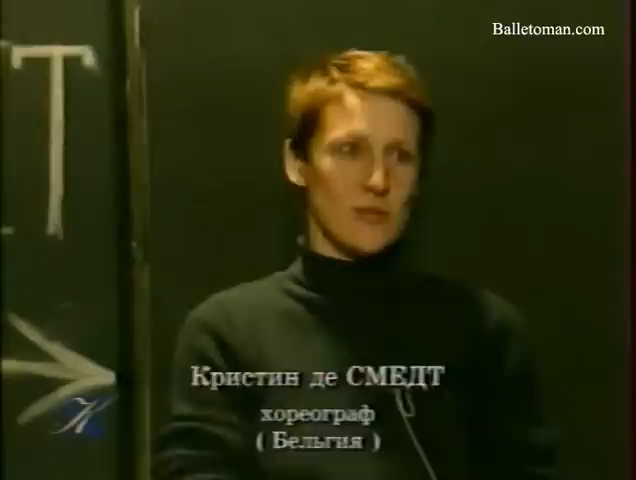 Balletoman.com
Т
К
Кристин де СМЕДТ
хореограф
( Бельгия )